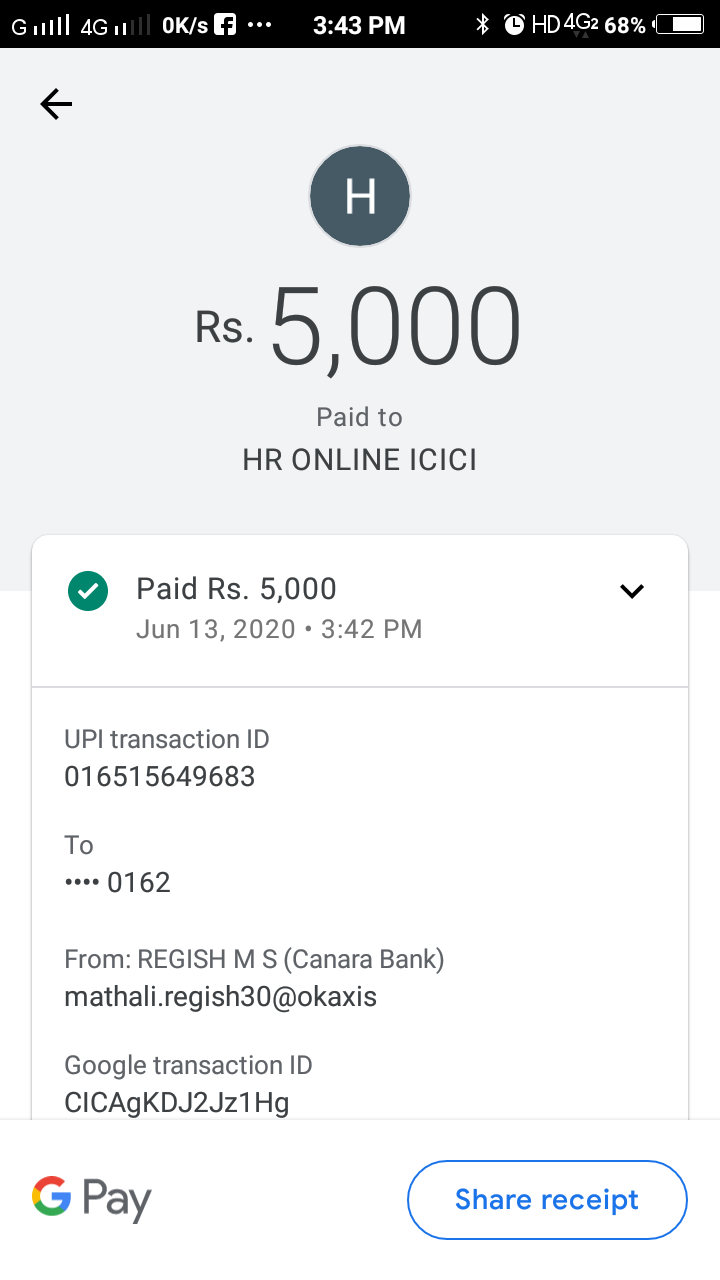 G 4G 0K/s f ... 3:43 PM HD 4G2 68%
H
Rs. 5,000
Paid to
HR ONLINE ICICI
Paid Rs. 5,000
Jun 13, 2020 • 3:42 PM
UPI transaction ID
016515649683
To
•••• 0162
From: REGISH M S (Canara Bank)
mathali.regish30@okaxis
Google transaction ID
CICAgKDJ2Jz1Hg
G Pay
Share receipt